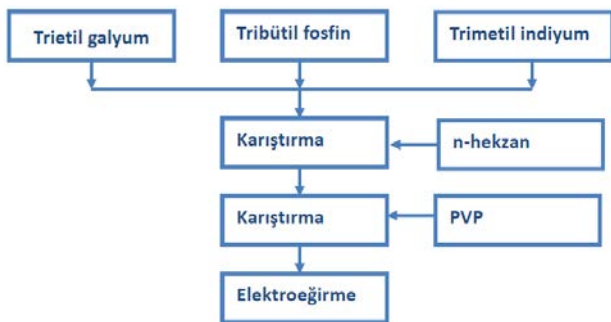 Trietil galyum
Tribütil fosfin
Trimetil indiyum
Karıştırma
n-hekzan
Karıştırma
PVP
Elektroeğirme